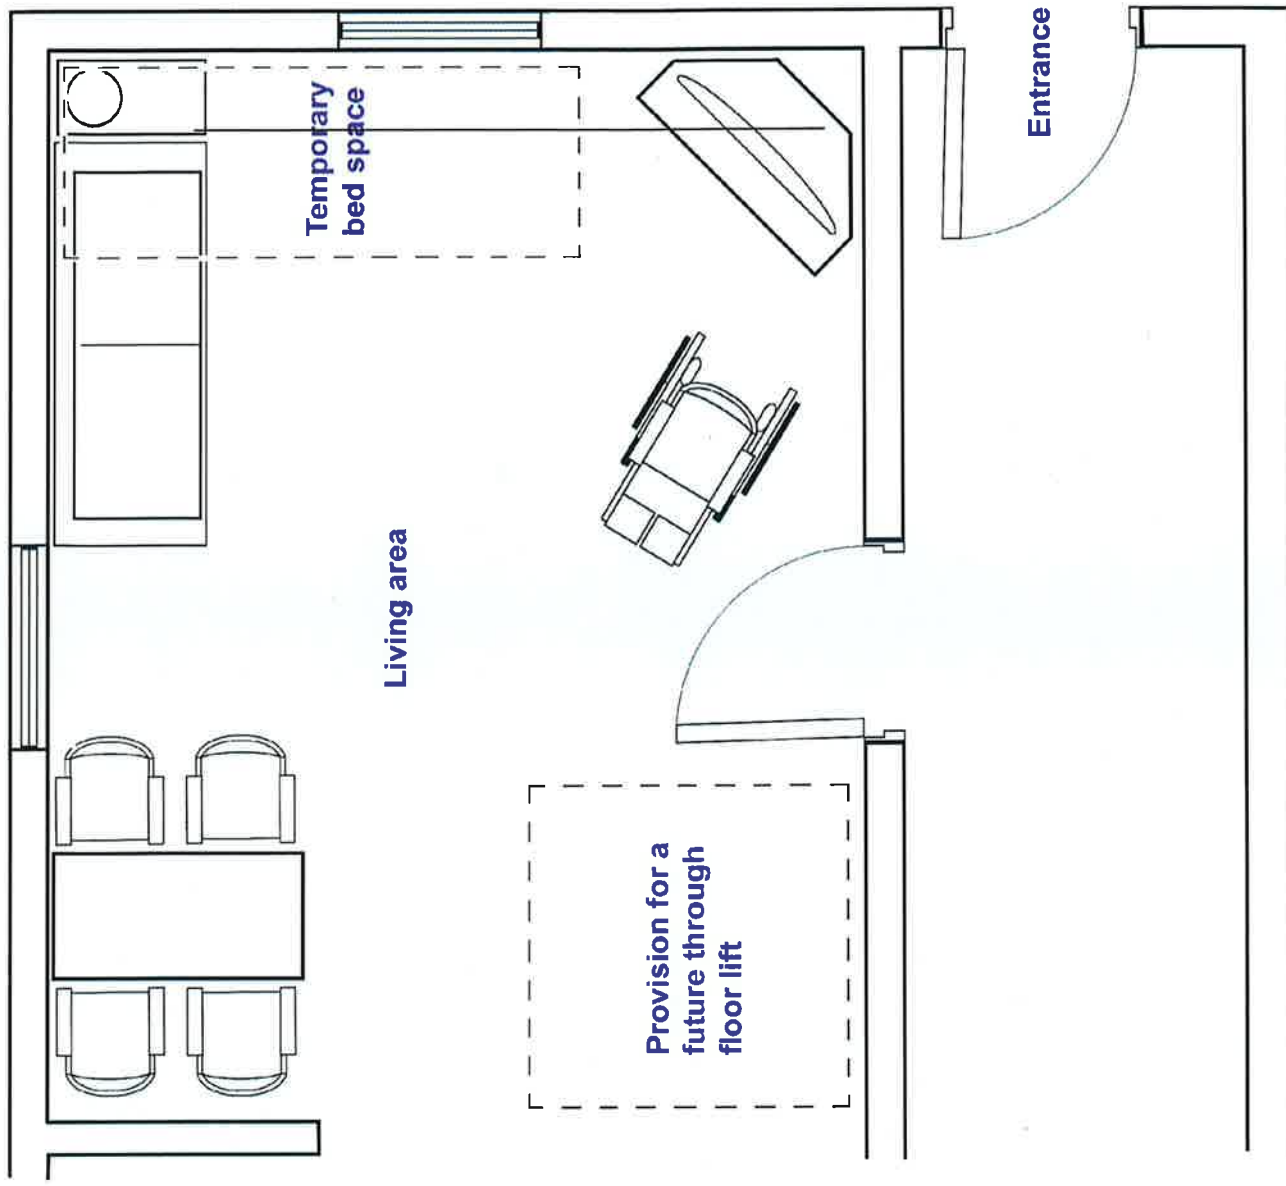 Entrance
Temporary
bed space
Living area
Provision for a
future through
floor lift